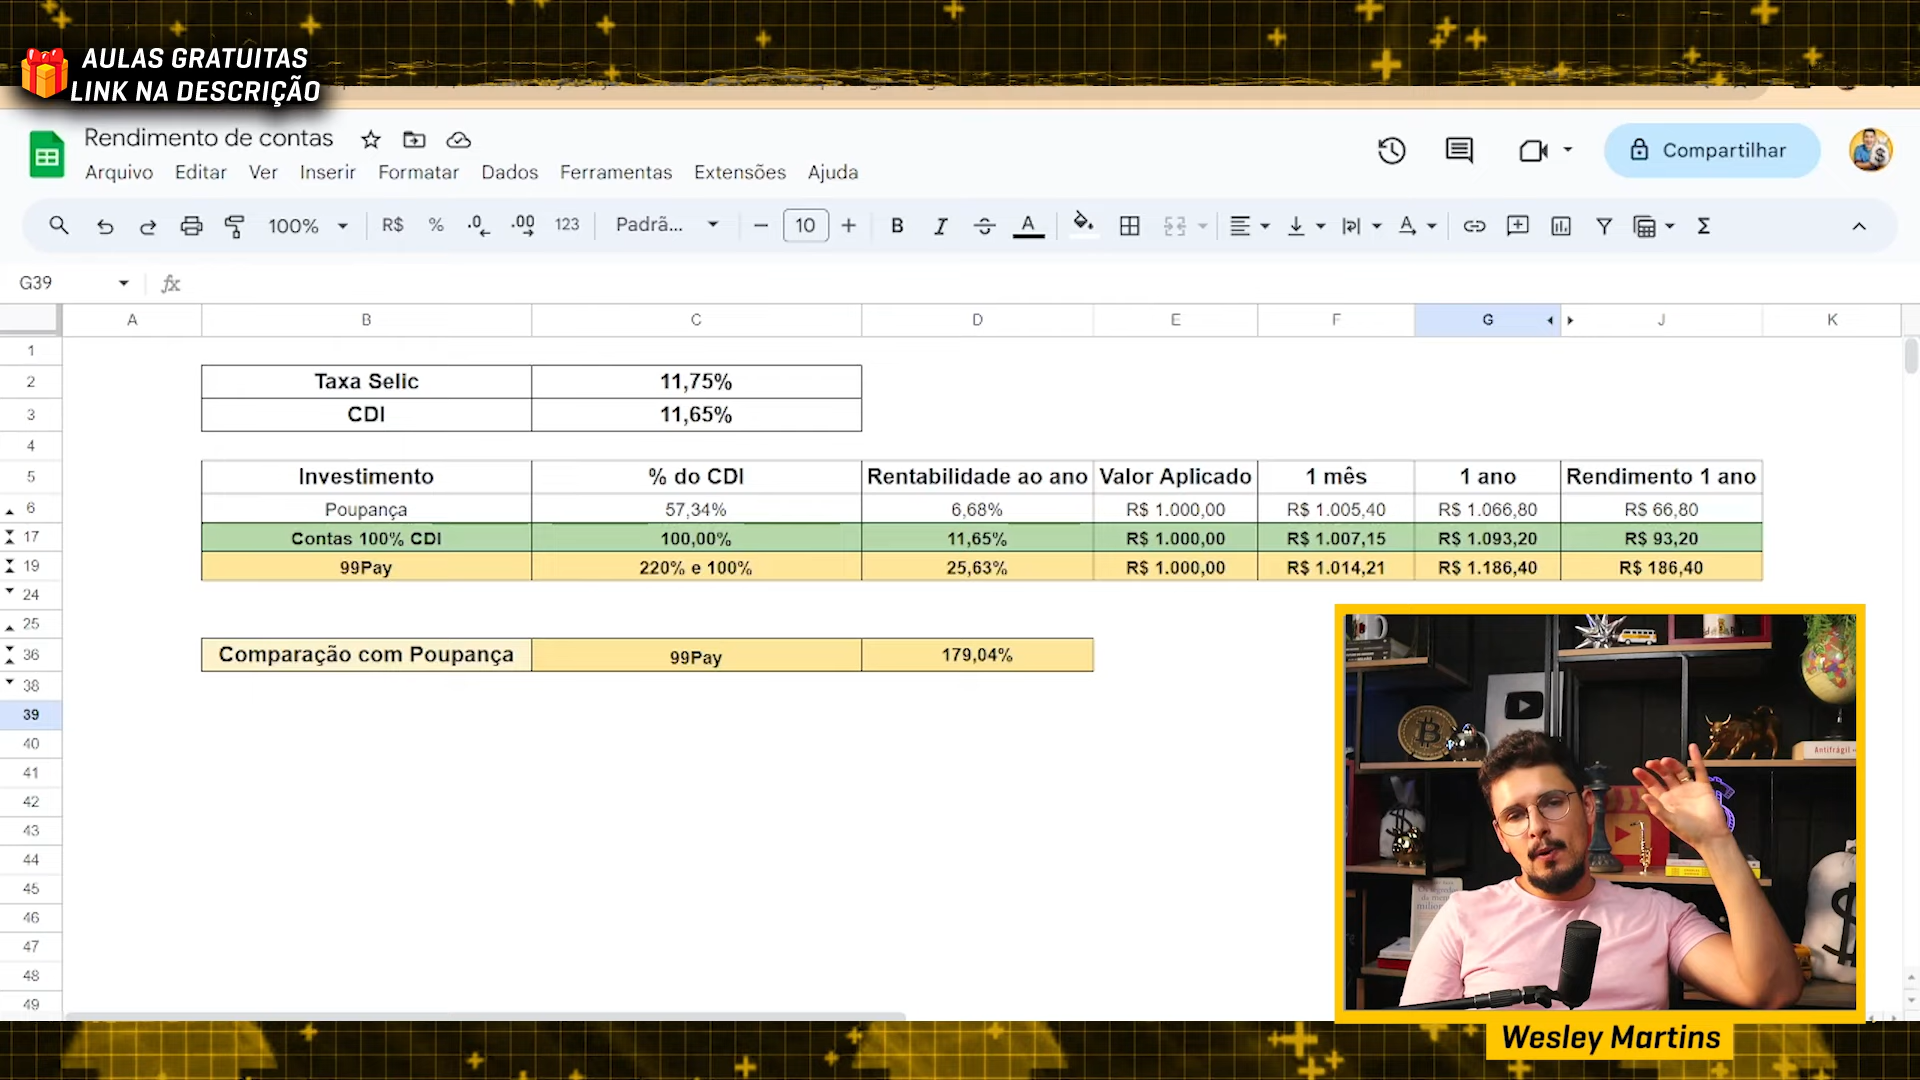 AULAS GRATUITAS
LINK NA DESCRIÇÃO
Rendimento de contas
Compartilhar
Arquivo Editar Ver Inserir Formatar Dados Ferramentas Extensões Ajuda
100% R$ % .0 .00 123 Padrã... 10 B I A A Σ
G39 fx
A B C D E F G J K
1
2 Taxa Selic 11,75%
3 CDI 11,65%
4
5 Investimento % do CDI Rentabilidade ao ano Valor Aplicado 1 mês 1 ano Rendimento 1 ano
6 Poupança 57,34% 6,68% R$ 1.000,00 R$ 1.005,40 R$ 1.066,80 R$ 66,80
17 Contas 100% CDI 100,00% 11,65% R$ 1.000,00 R$ 1.007,15 R$ 1.093,20 R$ 93,20
19 99Pay 220% e 100% 25,63% R$ 1.000,00 R$ 1.014,21 R$ 1.186,40 R$ 186,40
24
25
36 Comparação com Poupança 99Pay 179,04%
38
39
40
41
42
43
44
45
46
47
48
49
Antifrágil
Wesley Martins